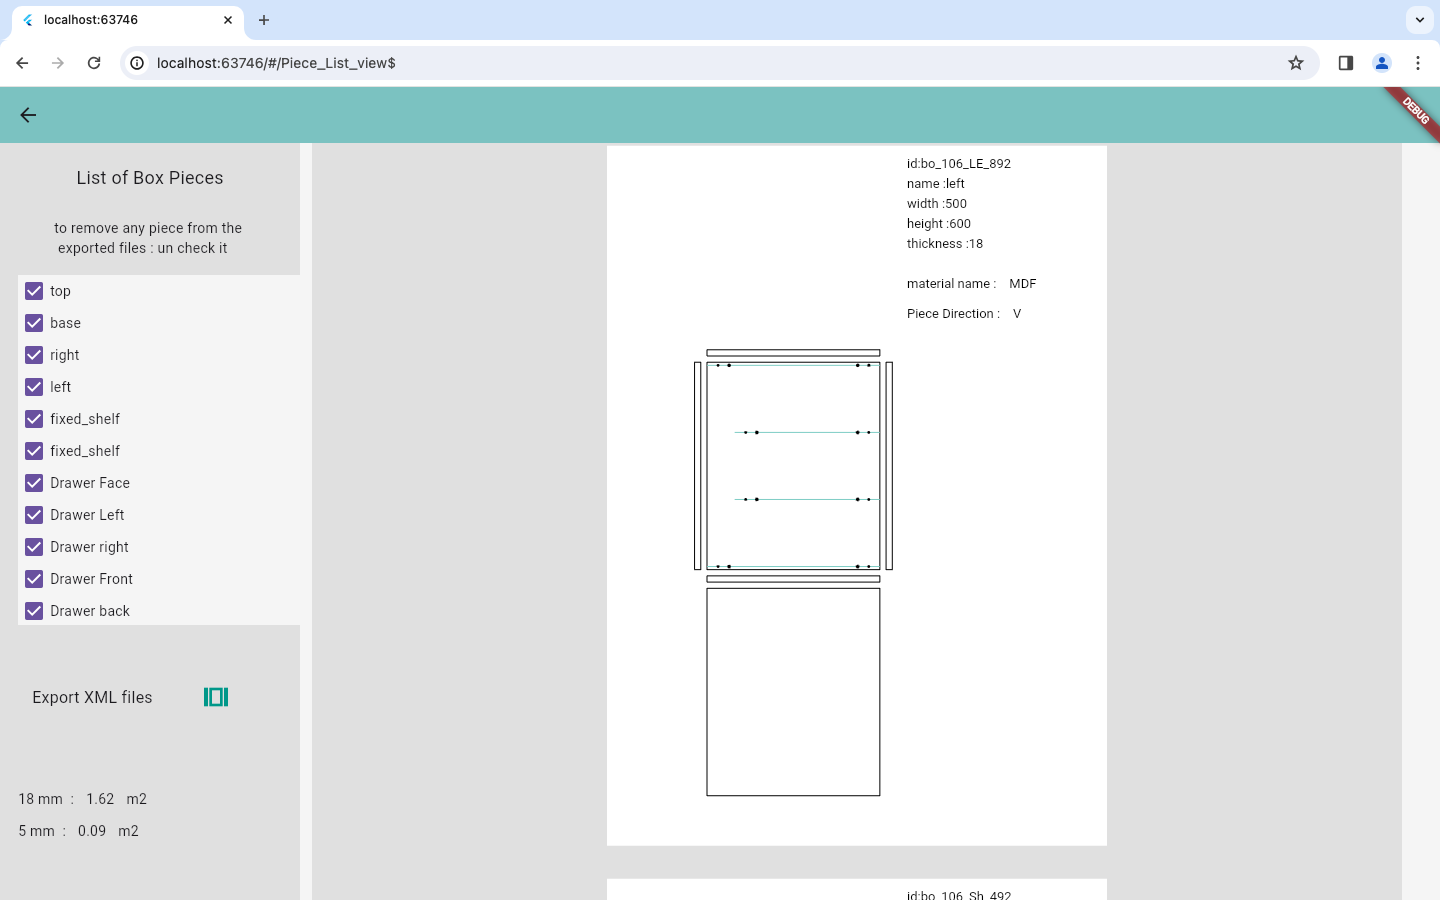 localhost:63746
localhost:63746/#/Piece_List_view$
DEBUG
List of Box Pieces
to remove any piece from the
exported files : un check it
top
base
right
left
fixed_shelf
fixed_shelf
Drawer Face
Drawer Left
Drawer right
Drawer Front
Drawer back
Export XML files
18 mm : 1.62 m2
5 mm : 0.09 m2
id:bo_106_LE_892
name :left
width :500
height :600
thickness :18
material name : MDF
Piece Direction : V
id:bo_106_Sh_492